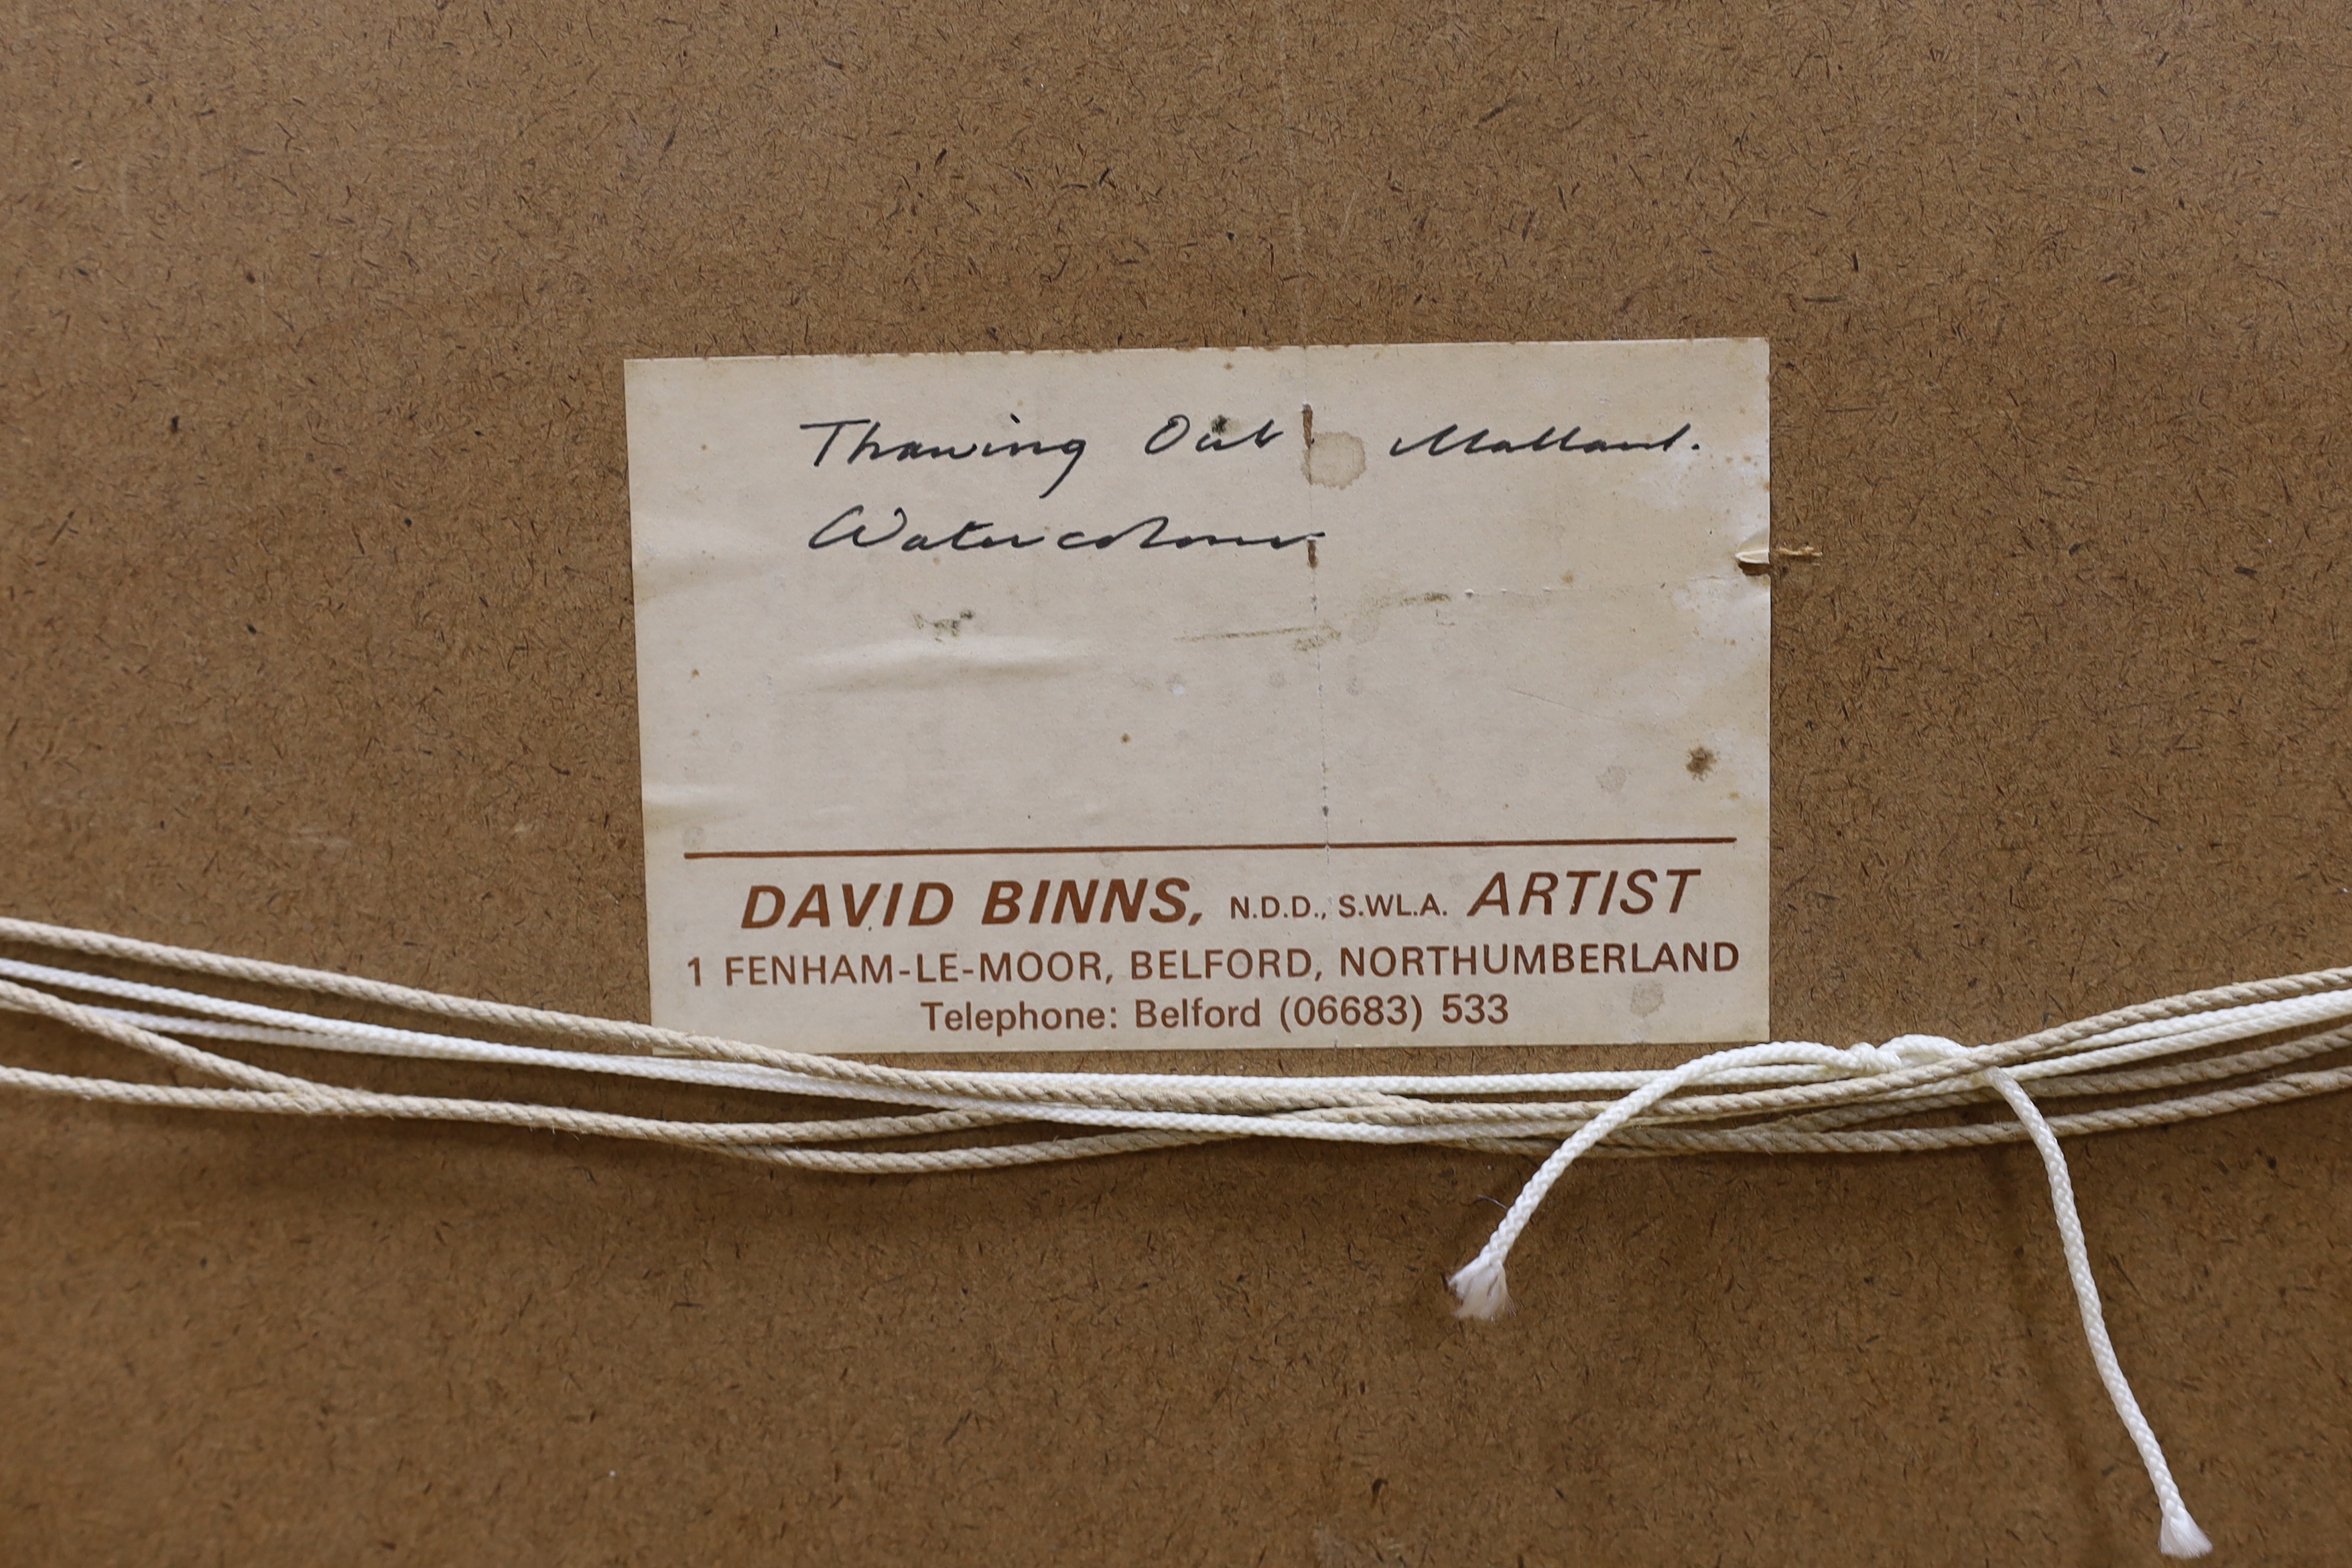 Thawing Out Mallard.
Watercolour
DAVID BINNS, N.D.D., S.WL.A. ARTIST
1 FENHAM-LE-MOOR, BELFORD, NORTHUMBERLAND
Telephone: Belford (06683) 533